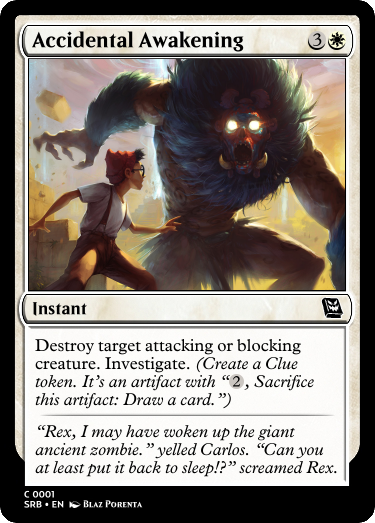 Accidental Awakening 3
Instant
Destroy target attacking or blocking
creature. Investigate. (Create a Clue
token. It's an artifact with “2, Sacrifice
this artifact: Draw a card.”)
“Rex, I may have woken up the giant
ancient zombie.” yelled Carlos. “Can you
at least put it back to sleep!?” screamed Rex.
C 0001
SRB • EN Blaz Porenta